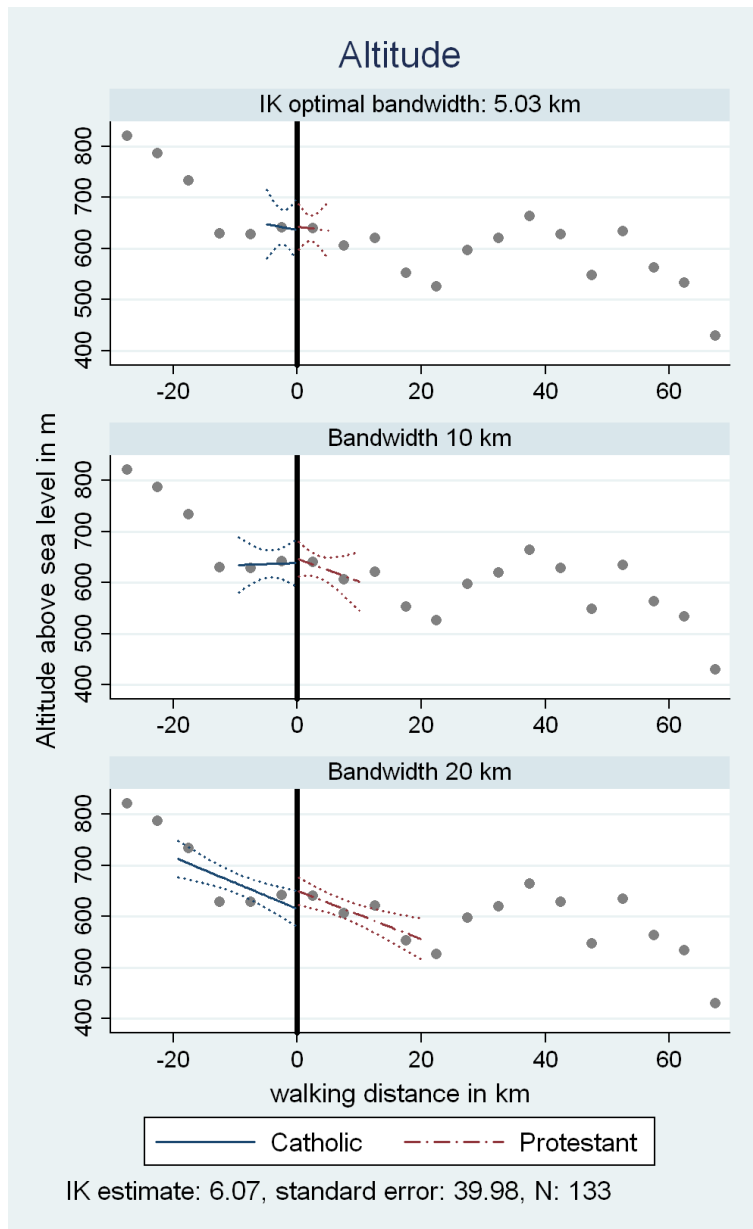 Altitude
IK optimal bandwidth: 5.03 km
800
700
600
500
400
-20 0 20 40 60
Bandwidth 10 km
800
700
600
500
400
-20 0 20 40 60
Bandwidth 20 km
800
700
600
500
400
-20 0 20 40 60
Altitude above sea level in m
walking distance in km
Catholic Protestant
IK estimate: 6.07, standard error: 39.98, N: 133